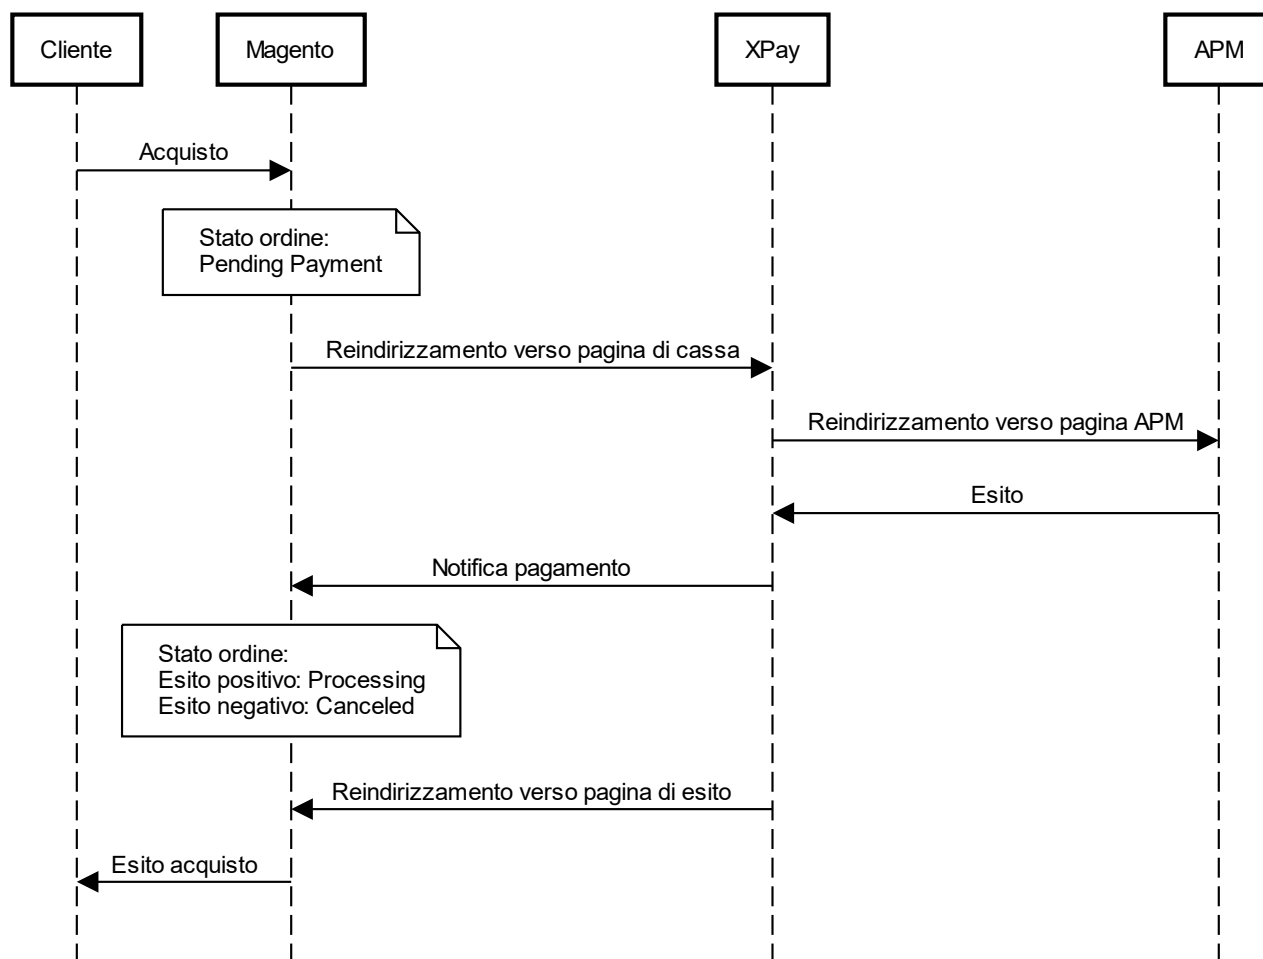 Cliente
Magento
XPay
APM
Acquisto
Stato ordine:
Pending Payment
Reindirizzamento verso pagina di cassa
Reindirizzamento verso pagina APM
Esito
Notifica pagamento
Stato ordine:
Esito positivo: Processing
Esito negativo: Canceled
Reindirizzamento verso pagina di esito
Esito acquisto